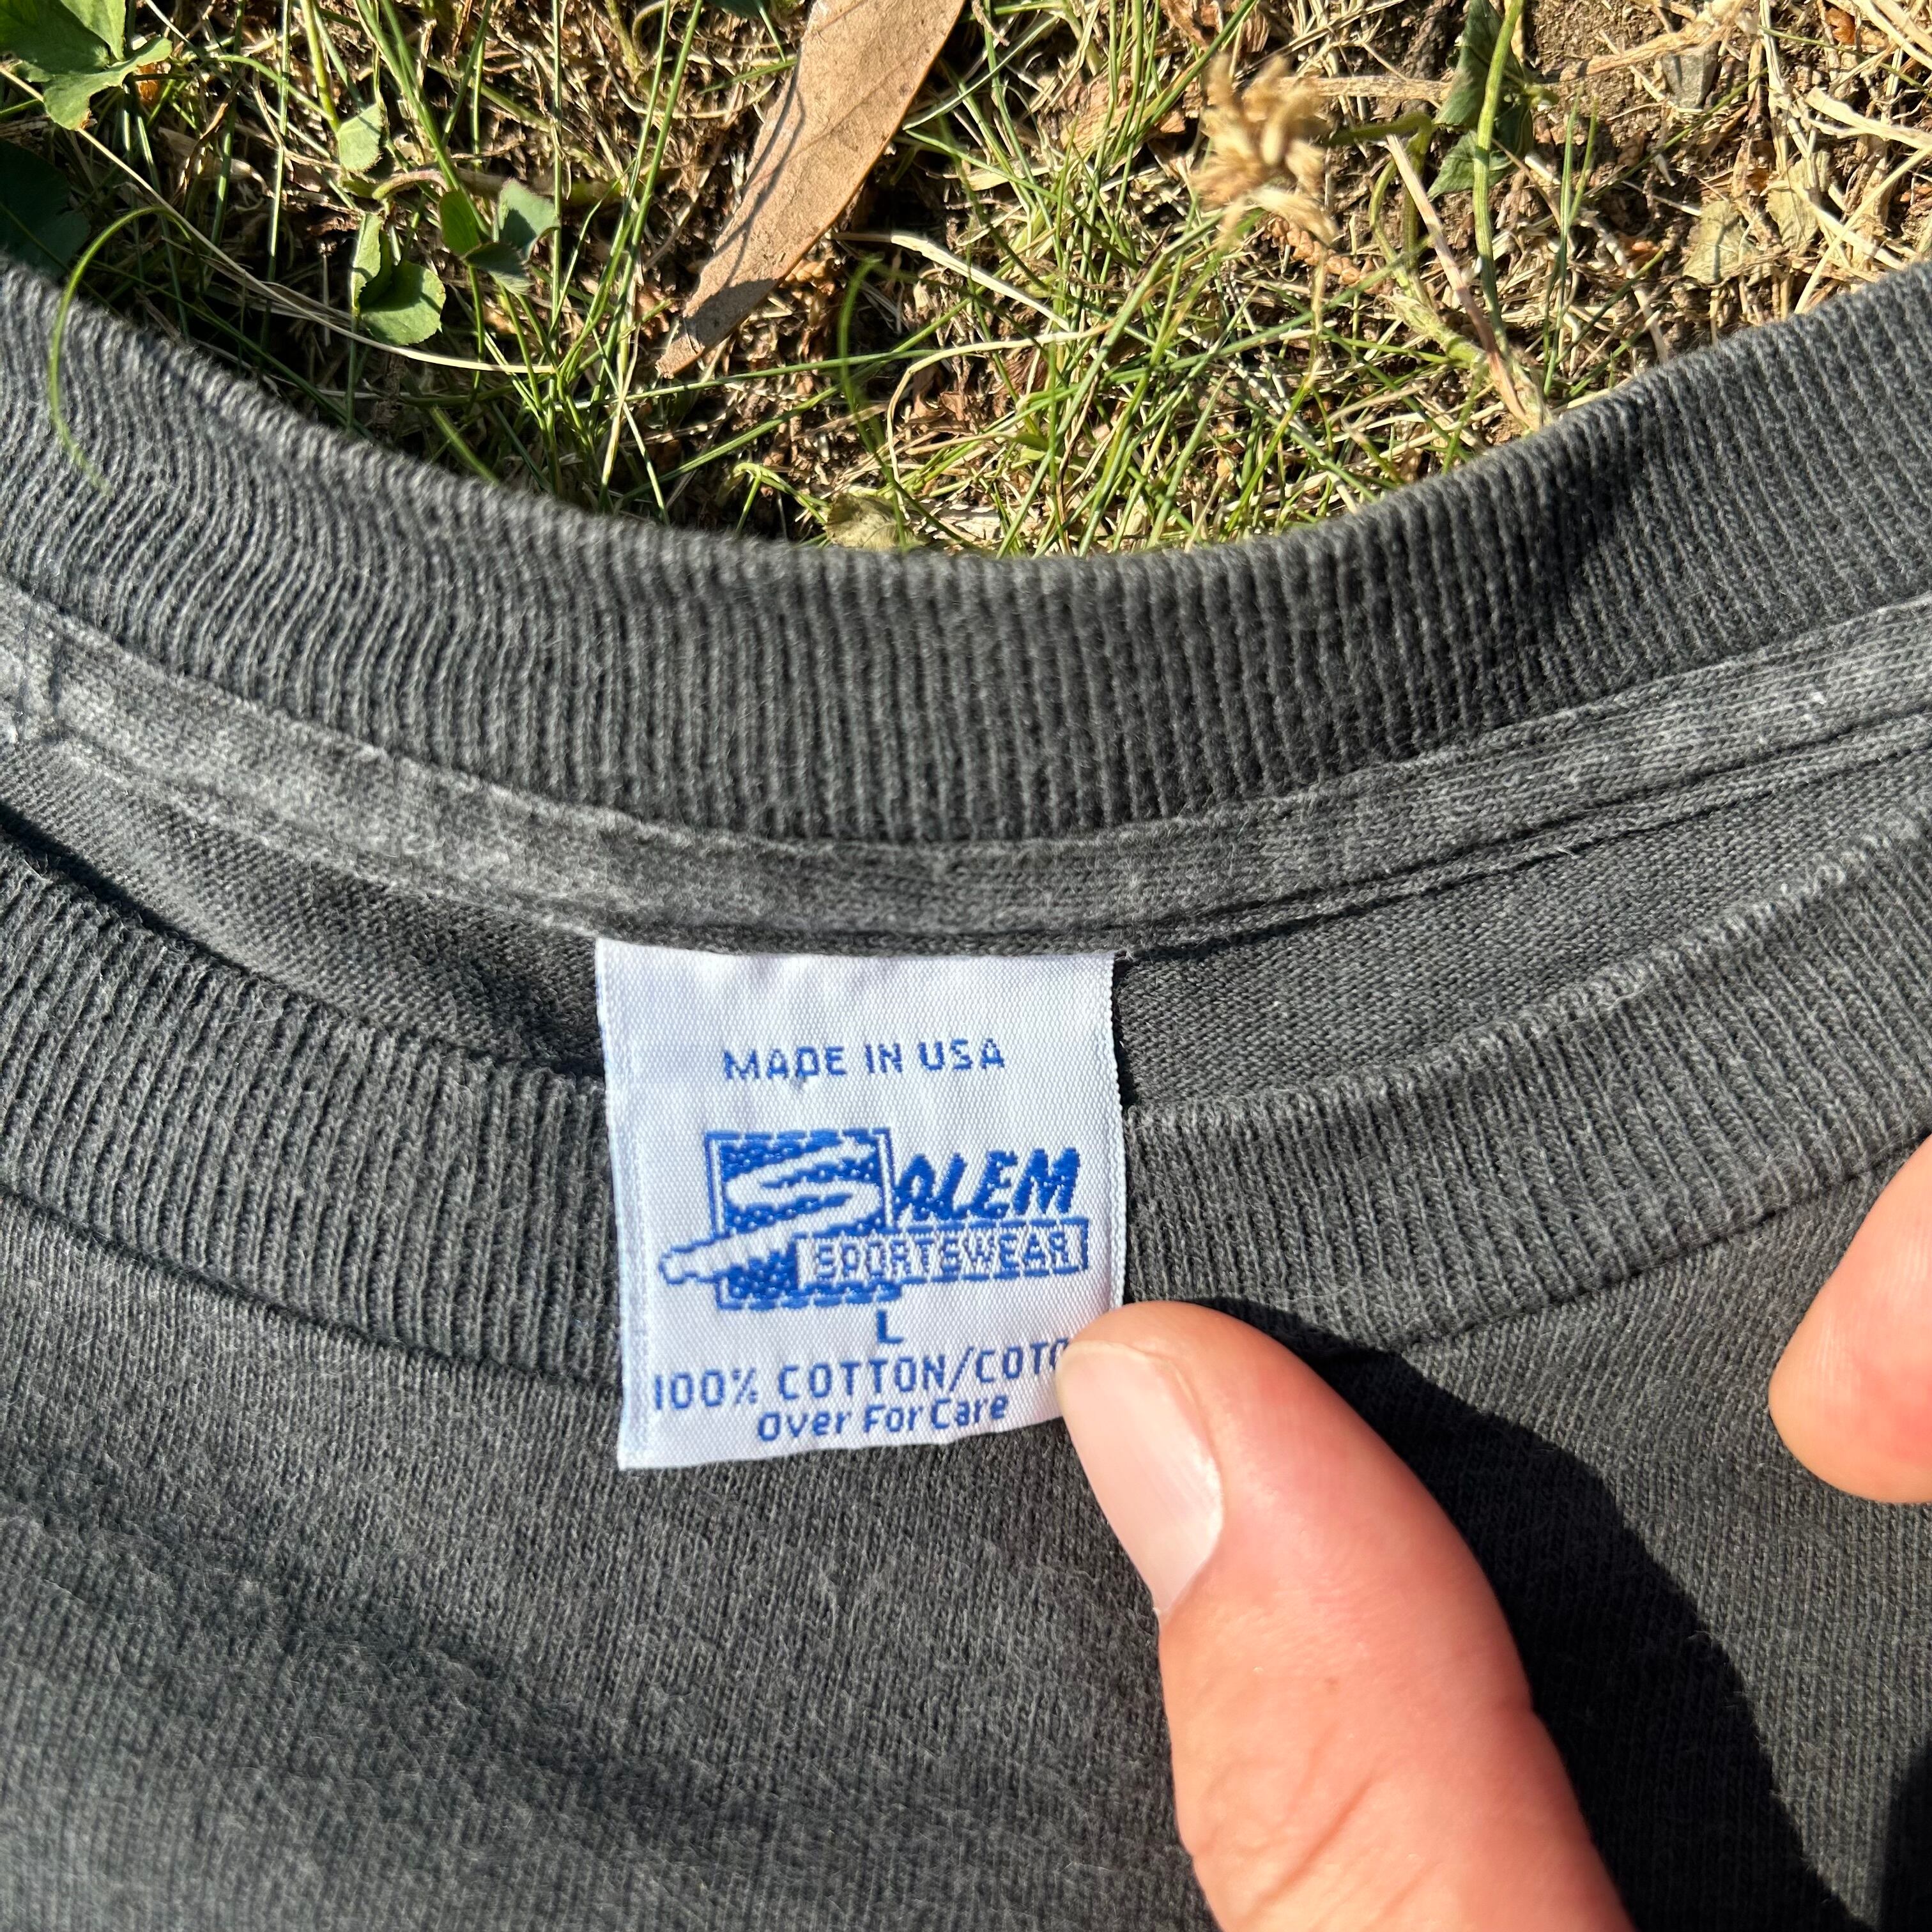 MADE IN USA
SALEM
SPORTSWEAR
L
100% COTTON/COTO
Over For Care